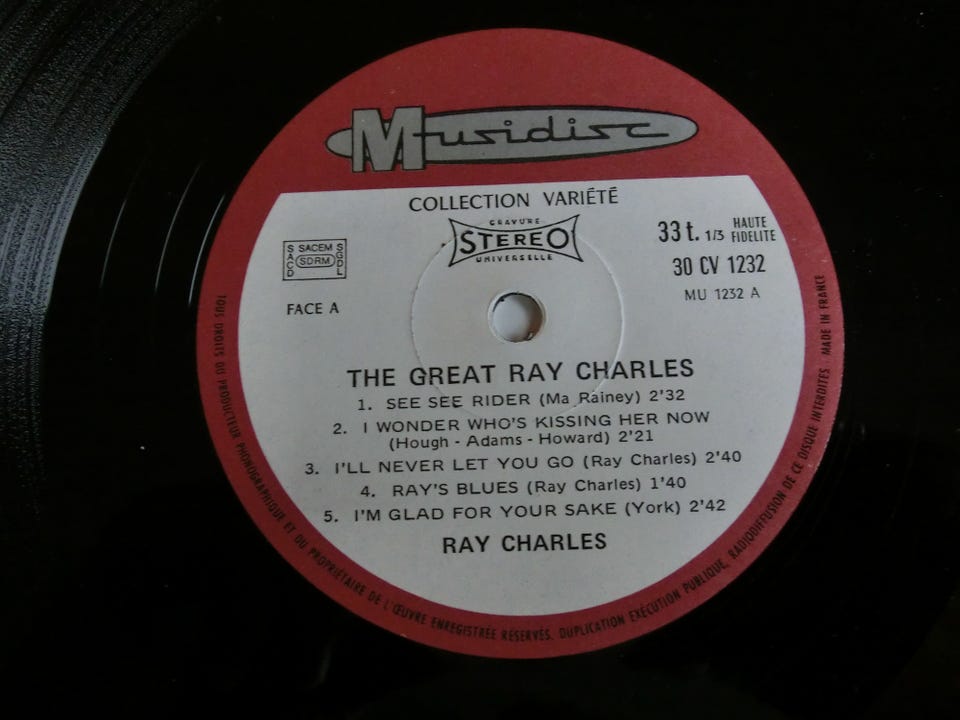 Musidisc
COLLECTION VARIÉTÉ
GRAVURE
STEREO
UNIVERSELLE
SACEM
SACD
SDRM
SGDL
33 t. 1/3 HAUTE FIDELITE
30 CV 1232
MU 1232 A
FACE A
THE GREAT RAY CHARLES
1. SEE SEE RIDER (Ma Rainey) 2'32
2. I WONDER WHO'S KISSING HER NOW
(Hough - Adams - Howard) 2'21
3. I'LL NEVER LET YOU GO (Ray Charles) 2'40
4. RAY'S BLUES (Ray Charles) 1'40
5. I'M GLAD FOR YOUR SAKE (York) 2'42
RAY CHARLES
TOUS DROITS DU PRODUCTEUR PHONOGRAPHIQUE ET DU PROPRIÉTAIRE DE L'ŒUVRE ENREGISTRÉE RÉSERVÉS. DUPLICATION EXÉCUTION PUBLIQUE, RADIODIFFUSION DE CE DISQUE INTERDITES · MADE IN FRANCE